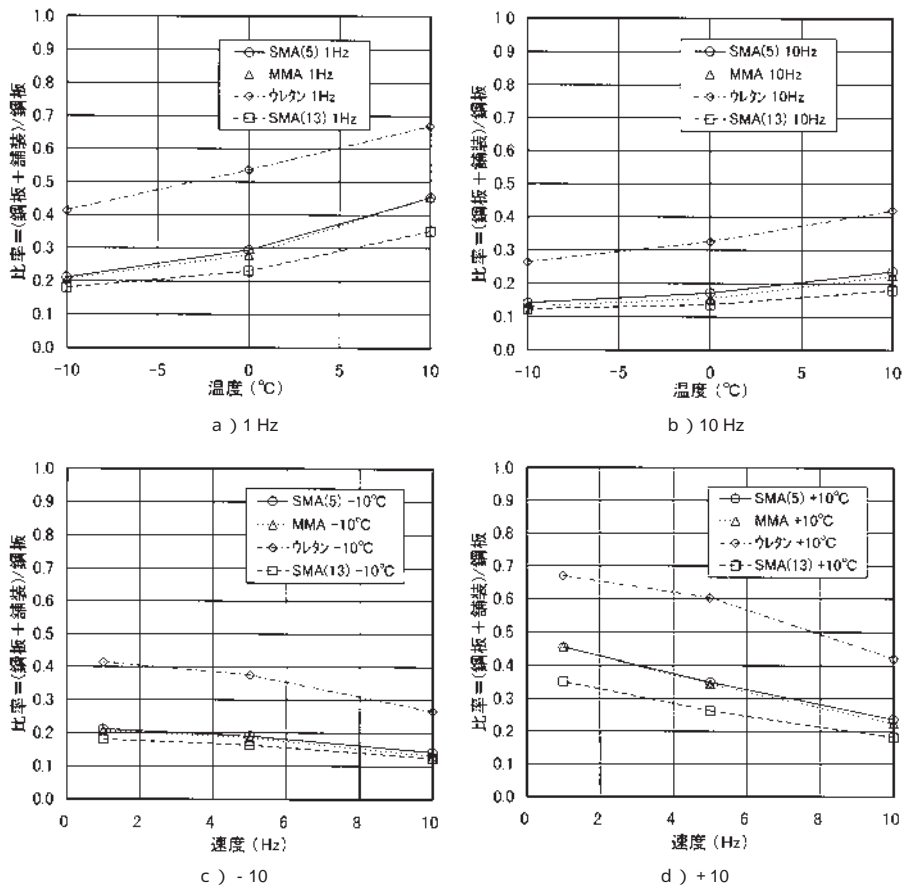 1.0
0.9
0.8
0.7
0.6
0.5
0.4
0.3
0.2
0.1
0.0
比率=(鋼板+舗装)/鋼板
SMA(5) 1Hz
MMA 1Hz
ウレタン 1Hz
SMA(13) 1Hz
-10 -5 0 5 10
温度(℃)
a ) 1 Hz
1.0
0.9
0.8
0.7
0.6
0.5
0.4
0.3
0.2
0.1
0.0
比率=(鋼板+舗装)/鋼板
SMA(5) 10Hz
MMA 10Hz
ウレタン 10Hz
SMA(13) 10Hz
-10 -5 0 5 10
温度(℃)
b ) 10 Hz
1.0
0.9
0.8
0.7
0.6
0.5
0.4
0.3
0.2
0.1
0.0
比率=(鋼板+舗装)/鋼板
SMA(5) -10℃
MMA -10℃
ウレタン -10℃
SMA(13) -10℃
0 2 4 6 8 10
速度(Hz)
c ) - 10
1.0
0.9
0.8
0.7
0.6
0.5
0.4
0.3
0.2
0.1
0.0
比率=(鋼板+舗装)/鋼板
SMA(5) +10℃
MMA +10℃
ウレタン +10℃
SMA(13) +10℃
0 2 4 6 8 10
速度(Hz)
d ) + 10